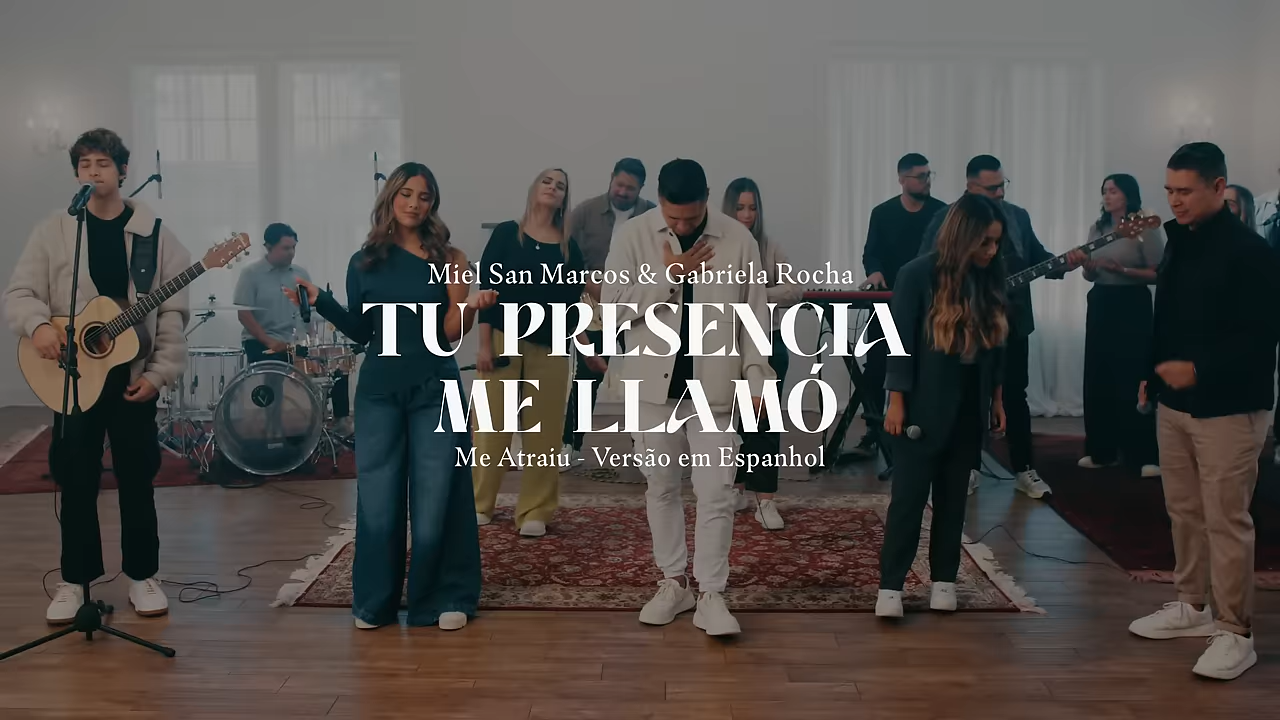 Miel San Marcos & Gabriela Rocha
TU PRESENCIA
ME LLAMÓ
Me Atraiu - Versão em Espanhol